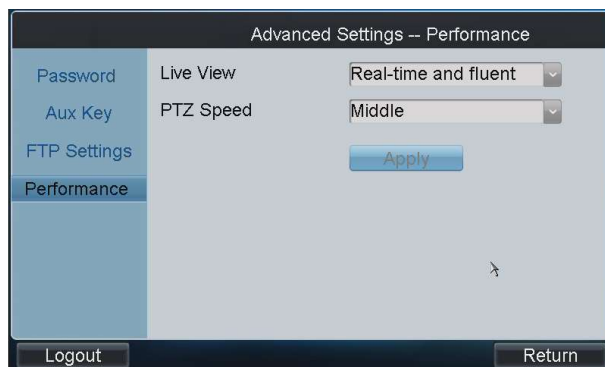 Advanced Settings -- Performance
Password
Live View
Real-time and fluent
Aux Key
PTZ Speed
Middle
FTP Settings
Apply
Performance
Logout
Return